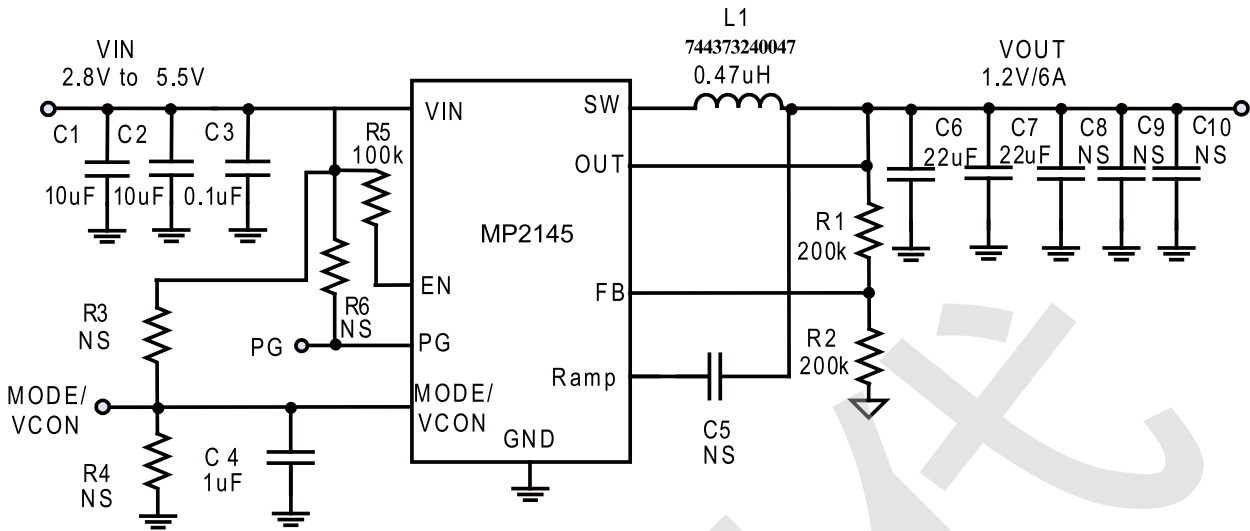 L1
744373240047
0.47uH
VIN
2.8V to 5.5V
VOUT
1.2V/6A
C1
C2
C3
10uF
10uF
0.1uF
R5
100k
VIN
SW
OUT
MP2145
EN
FB
PG
Ramp
MODE/
VCON
GND
C6
22uF
C7
22uF
C8
NS
C9
NS
C10
NS
R1
200k
R2
200k
R3
NS
R6
NS
PG
MODE/
VCON
R4
NS
C 4
1uF
C5
NS